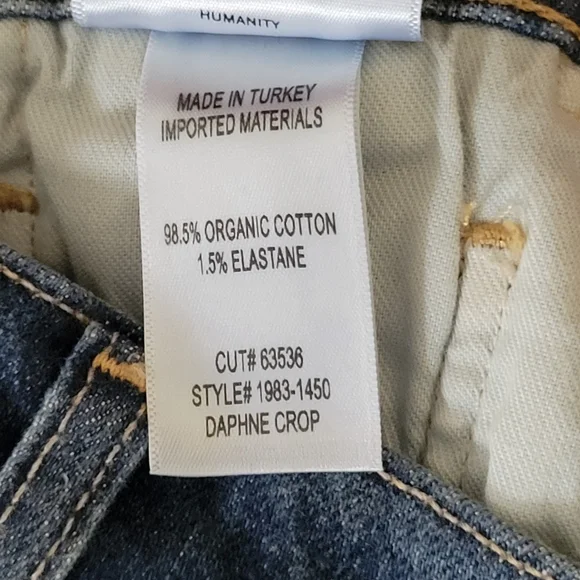 HUMANITY
MADE IN TURKEY
IMPORTED MATERIALS
98.5% ORGANIC COTTON
1.5% ELASTANE
CUT# 63536
STYLE# 1983-1450
DAPHNE CROP